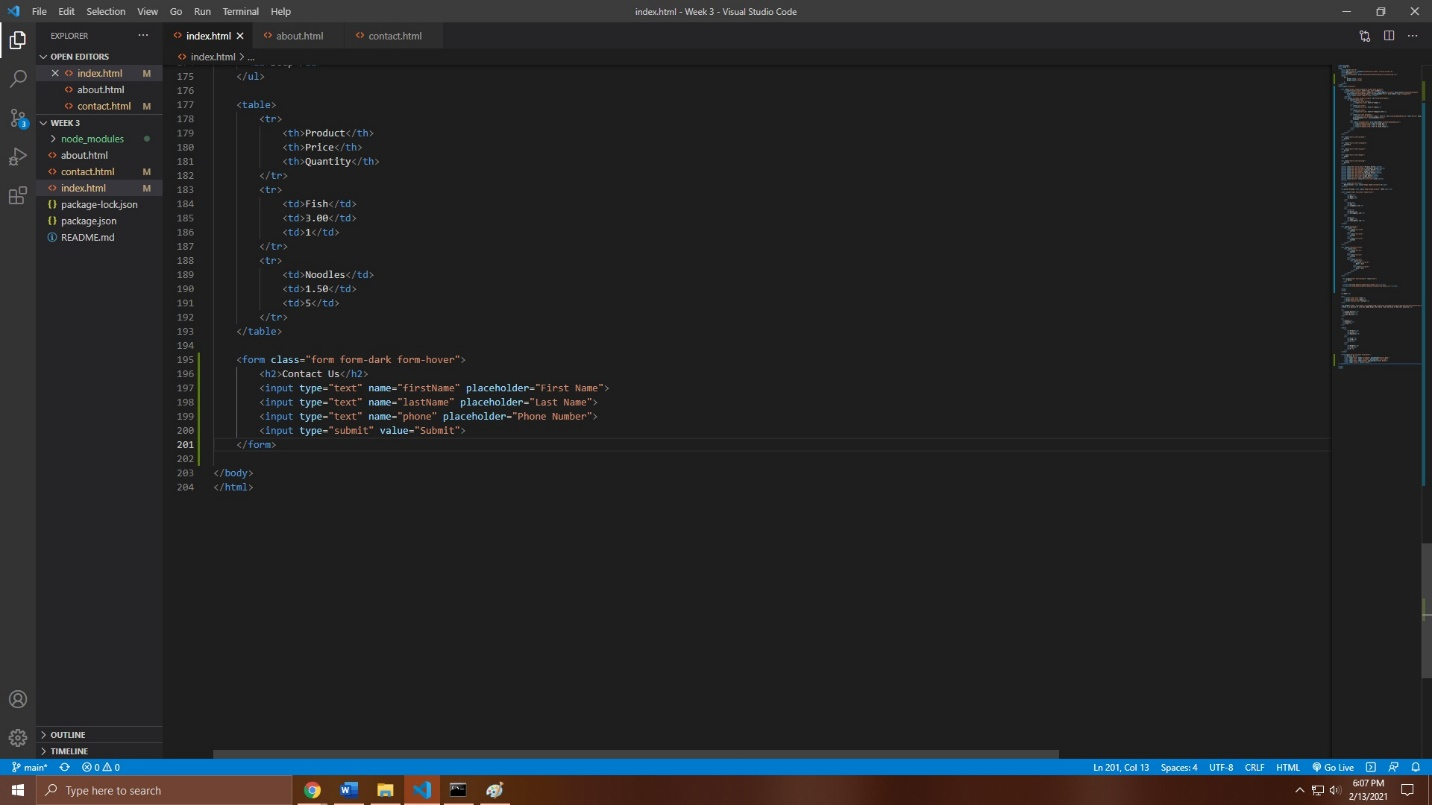 File Edit Selection View Go Run Terminal Help
index.html - Week 3 - Visual Studio Code
EXPLORER
index.html
about.html
contact.html
OPEN EDITORS
index.html > ...
index.html M
about.html
contact.html M
WEEK 3
node_modules
about.html
contact.html M
index.html M
package-lock.json
package.json
README.md
175 </ul>
176
177 <table>
178 <tr>
179 <th>Product</th>
180 <th>Price</th>
181 <th>Quantity</th>
182 </tr>
183 <tr>
184 <td>Fish</td>
185 <td>3.00</td>
186 <td>1</td>
187 </tr>
188 <tr>
189 <td>Noodles</td>
190 <td>1.50</td>
191 <td>5</td>
192 </tr>
193 </table>
194
195 <form class="form form-dark form-hover">
196 <h2>Contact Us</h2>
197 <input type="text" name="firstName" placeholder="First Name">
198 <input type="text" name="lastName" placeholder="Last Name">
199 <input type="text" name="phone" placeholder="Phone Number">
200 <input type="submit" value="Submit">
201 </form>
202
203 </body>
204 </html>
3
OUTLINE
TIMELINE
main* 0 0
Ln 201, Col 13 Spaces: 4 UTF-8 CRLF HTML Go Live
Type here to search
6:07 PM
2/13/2021